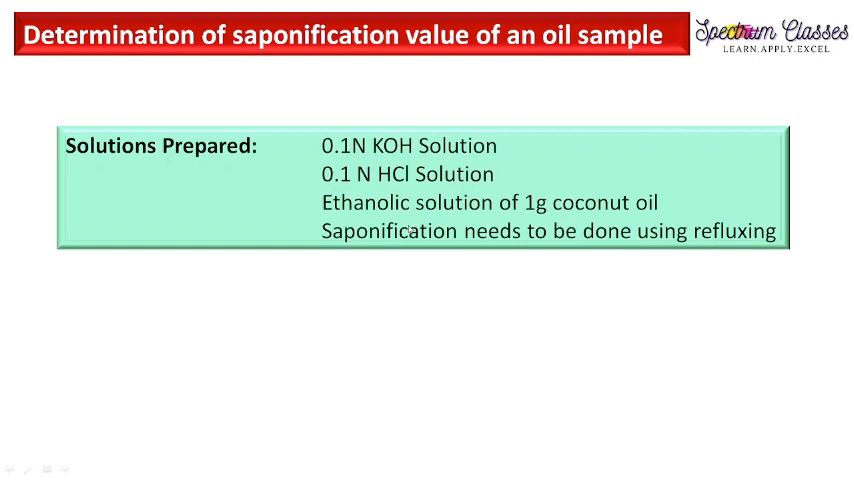 Determination of saponification value of an oil sample
Spectrum Classes
LEARN.APPLY.EXCEL
Solutions Prepared: 0.1N KOH Solution
0.1 N HCl Solution
Ethanolic solution of 1g coconut oil
Saponification needs to be done using refluxing